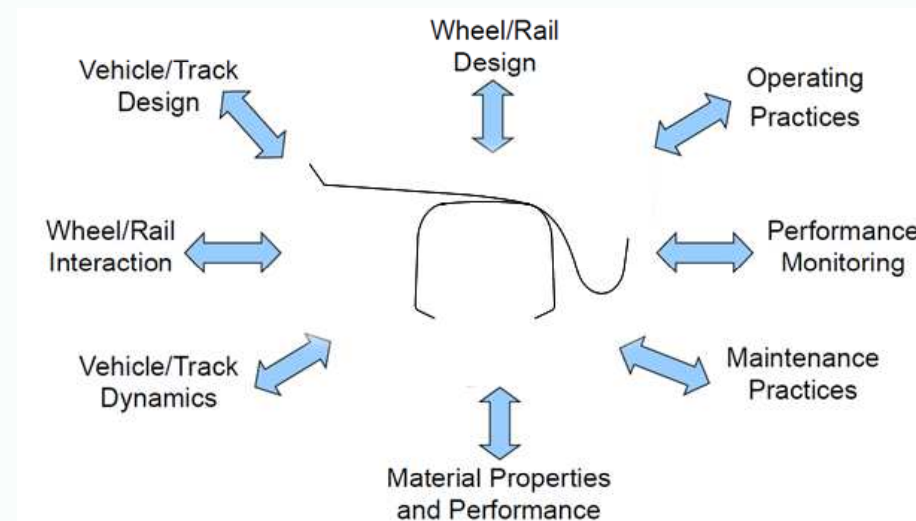 Wheel/Rail
Design
Vehicle/Track
Design
Operating
Practices
Wheel/Rail
Interaction
Performance
Monitoring
Vehicle/Track
Dynamics
Maintenance
Practices
Material Properties
and Performance